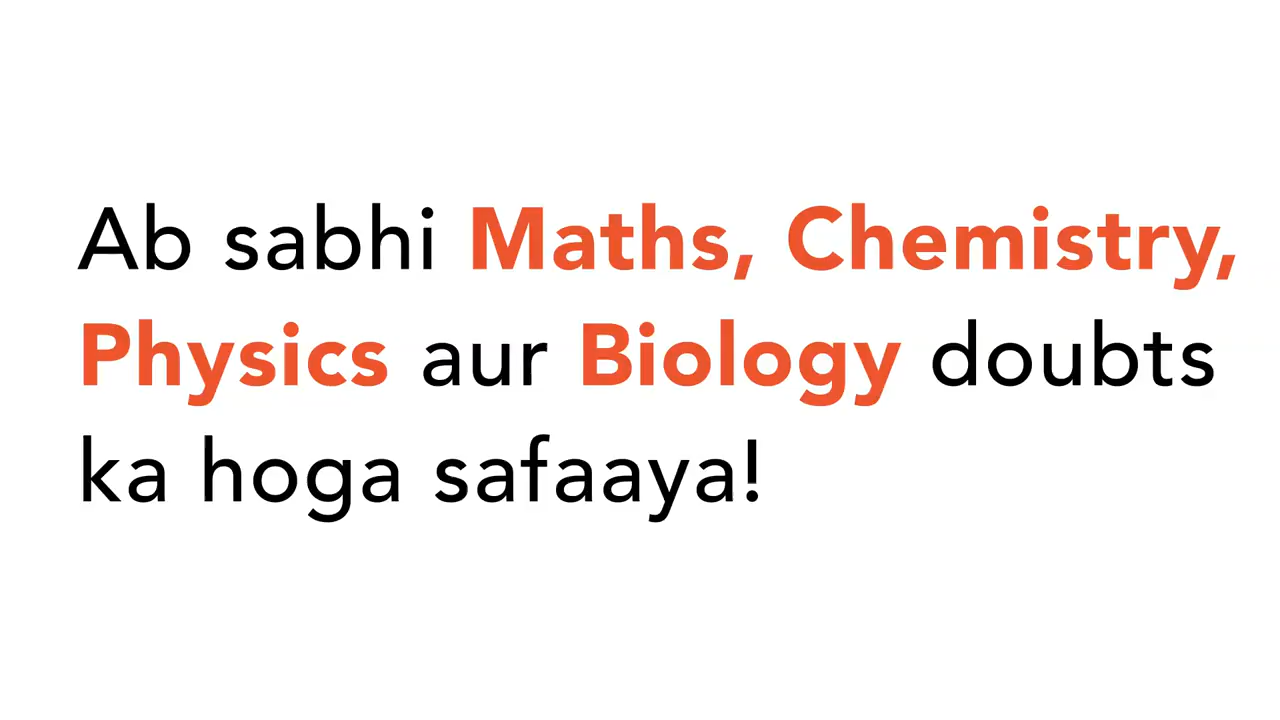 Ab sabhi Maths, Chemistry,
Physics aur Biology doubts
ka hoga safaaya!